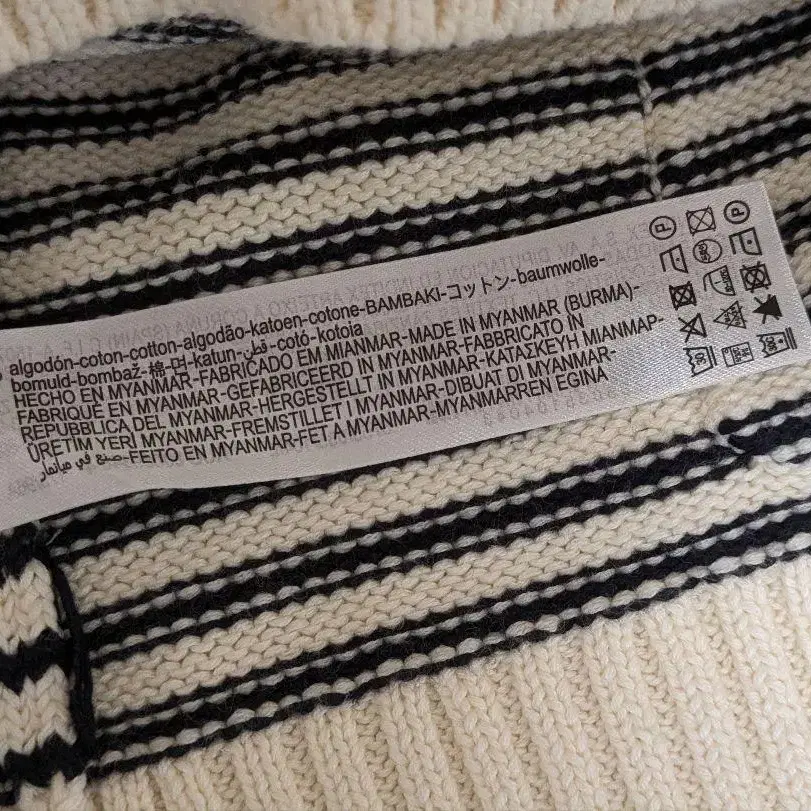 algodón-coton-cotton-algodão-katoen-cotone-BAMBAKI-コットン-baumwolle-
bomuld-bombaž-棉-면-katun-قطن-cotó-kotoia
HECHO EN MYANMAR-FABRICADO EM MIANMAR-MADE IN MYANMAR (BURMA)-
FABRIQUÉ EN MYANMAR-GEFABRICEERD IN MYANMAR-FABBRICATO IN
REPUBBLICA DEL MYANMAR-HERGESTELLT IN MYANMAR-ΚΑΤΑΣΚΕΥΗ ΜΙΑΝΜΑΡ-
ÜRETİM YERİ MYANMAR-FREMSTILLET I MYANMAR-DIBUAT DI MYANMAR-
صنع في ميانمار-FEITO EN MYANMAR-FET A MYANMAR-MYANMARREN EGINA